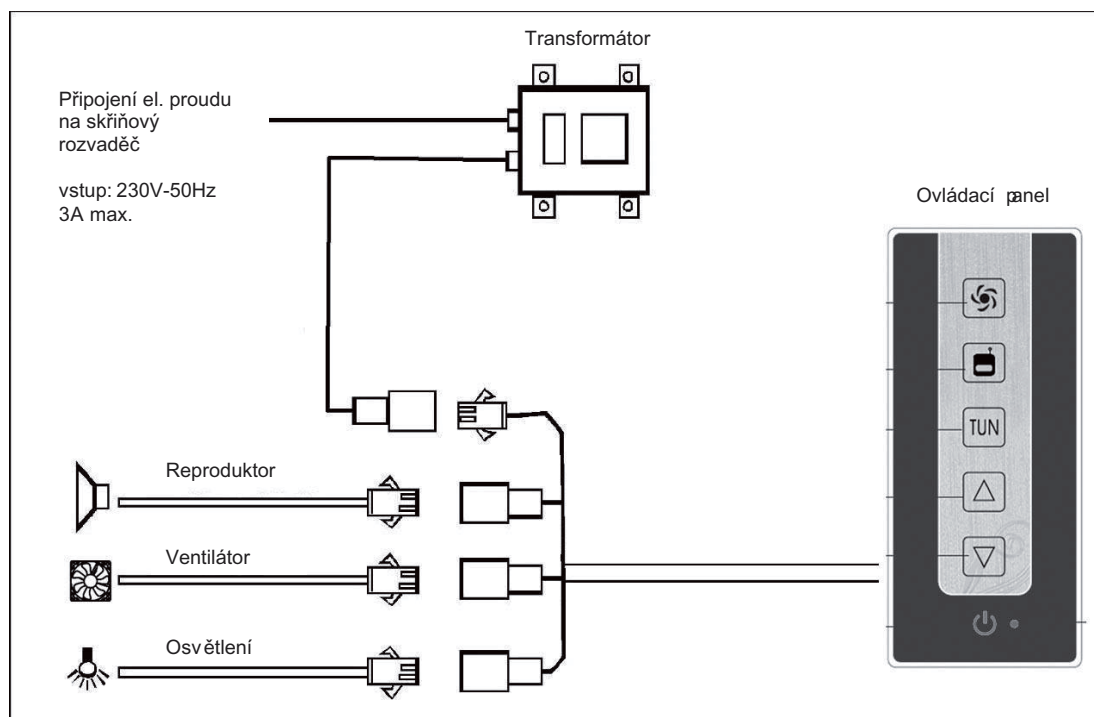 Transformátor
Připojení el. proudu
na skříňový
rozvaděč
vstup: 230V-50Hz
3A max.
Ovládací panel
TUN
Reproduktor
Ventilátor
Osvětlení